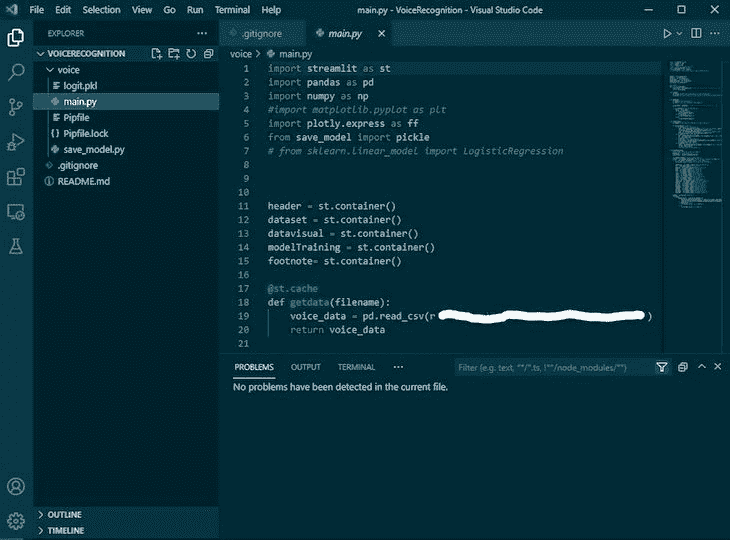 File Edit Selection View Go Run Terminal Help main.py - VoiceRecognition - Visual Studio Code
EXPLORER
VOICERECOGNITION
voice
logit.pkl
main.py
Pipfile
Pipfile.lock
save_model.py
.gitignore
README.md
OUTLINE
TIMELINE
.gitignore main.py
voice > main.py
1 import streamlit as st
2 import pandas as pd
3 import numpy as np
4 #import matplotlib.pyplot as plt
5 import plotly.express as ff
6 from save_model import pickle
7 # from sklearn.linear_model import LogisticRegression
8
9
10
11 header = st.container()
12 dataset = st.container()
13 datavisual = st.container()
14 modelTraining = st.container()
15 footnote= st.container()
16
17 @st.cache
18 def getdata(filename):
19 voice_data = pd.read_csv(r )
20 return voice_data
21
PROBLEMS OUTPUT TERMINAL ··· Filter (e.g. text, **/*.ts, !**/node_modules/**)
No problems have been detected in the current file.